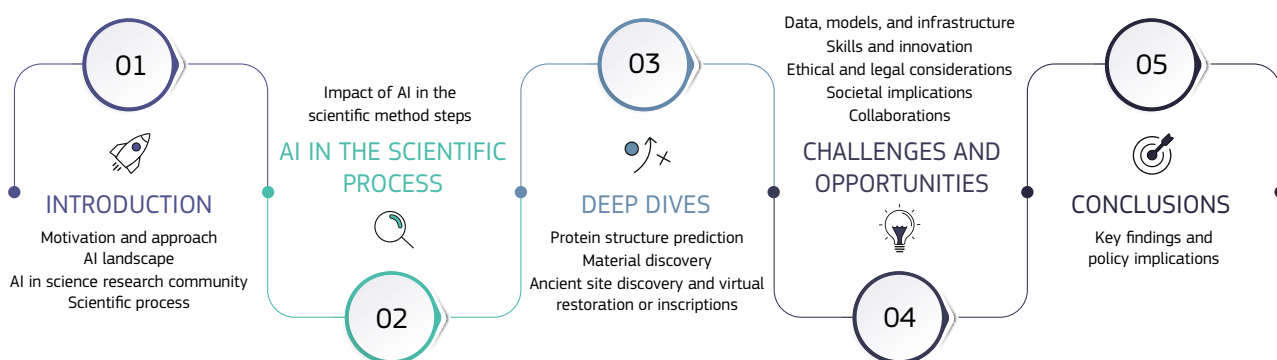 01
INTRODUCTION
Motivation and approach
AI landscape
AI in science research community
Scientific process
Impact of AI in the
scientific method steps
AI IN THE SCIENTIFIC
PROCESS
02
03
DEEP DIVES
Protein structure prediction
Material discovery
Ancient site discovery and virtual
restoration or inscriptions
Data, models, and infrastructure
Skills and innovation
Ethical and legal considerations
Societal implications
Collaborations
CHALLENGES AND
OPPORTUNITIES
04
05
CONCLUSIONS
Key findings and
policy implications